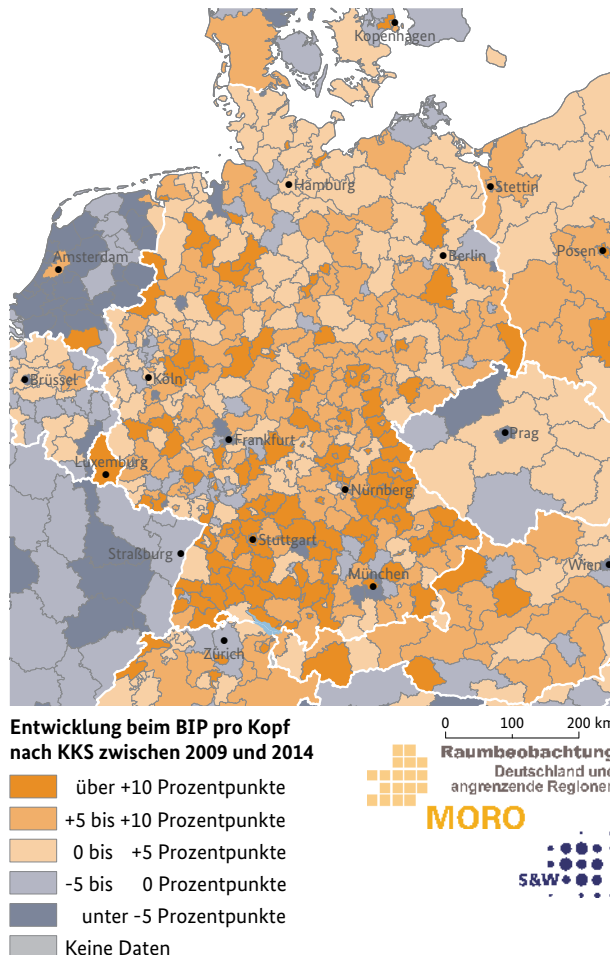 Kopenhagen
Hamburg
Stettin
Amsterdam
Berlin
Posen
Brüssel
Köln
Frankfurt
Prag
Luxemburg
Nürnberg
Straßburg
Stuttgart
München
Wien
Zürich
Entwicklung beim BIP pro Kopf
nach KKS zwischen 2009 und 2014
über +10 Prozentpunkte
+5 bis +10 Prozentpunkte
0 bis +5 Prozentpunkte
-5 bis 0 Prozentpunkte
unter -5 Prozentpunkte
Keine Daten
0 100 200 km
Raumbeobachtung
Deutschland und
angrenzende Regionen
MORO
S&W